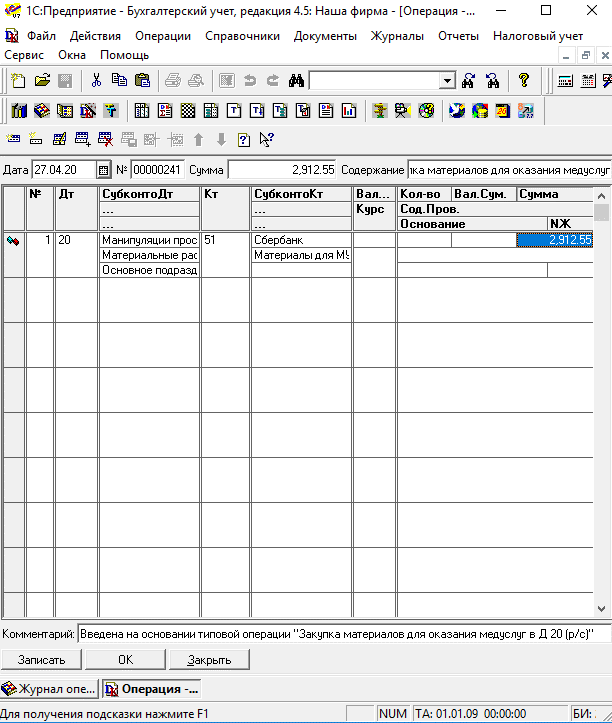 1С:Предприятие - Бухгалтерский учет, редакция 4.5: Наша фирма - [Операция -...
Файл Действия Операции Справочники Документы Журналы Отчеты Налоговый учет
Сервис Окна Помощь
Дата 27.04.20 № 00000241 Сумма 2,912.55 Содержание ка материалов для оказания медуслуг
№ Дт СубконтоДт Кт СубконтоКт Вал... Кол-во Вал.Сум. Сумма
... ... Курс Сод.Пров.
... ... Основание NЖ
1 20 Манипуляции прос 51 Сбербанк 2,912.55
Материальные рас Материалы для МУ
Основное подразд
Комментарий: Введена на основании типовой операции "Закупка материалов для оказания медуслуг в Д 20 (р/с)"
Записать OK Закрыть
Журнал опе... Операция -...
Для получения подсказки нажмите F1 NUM TA: 01.01.09 00:00:00 БИ: